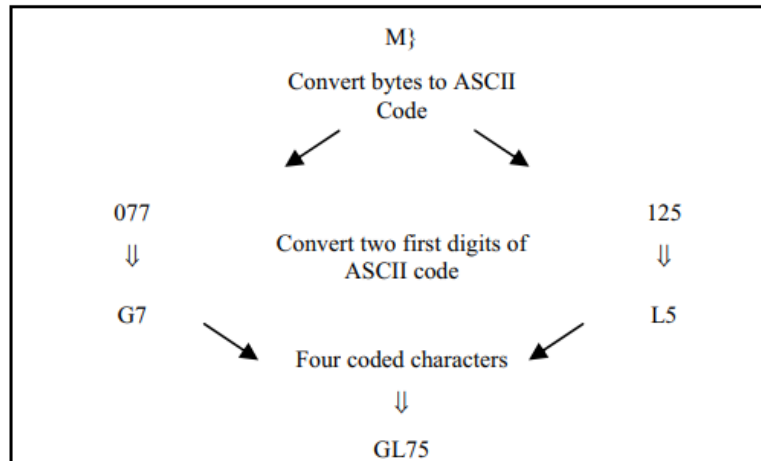 M}
Convert bytes to ASCII
Code
077
125
⇓
Convert two first digits of
ASCII code
⇓
G7
L5
Four coded characters
⇓
GL75